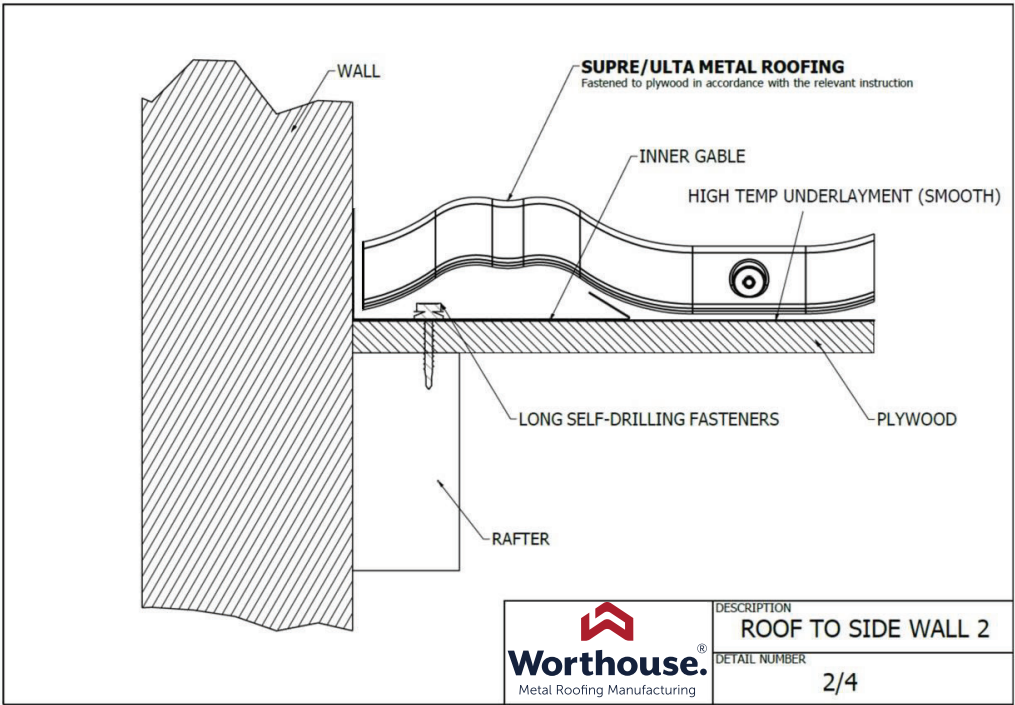 WALL
SUPRE/ULTA METAL ROOFING
Fastened to plywood in accordance with the relevant instruction
INNER GABLE
HIGH TEMP UNDERLAYMENT (SMOOTH)
LONG SELF-DRILLING FASTENERS
PLYWOOD
RAFTER
Worthouse.®
Metal Roofing Manufacturing
DESCRIPTION
ROOF TO SIDE WALL 2
DETAIL NUMBER
2/4